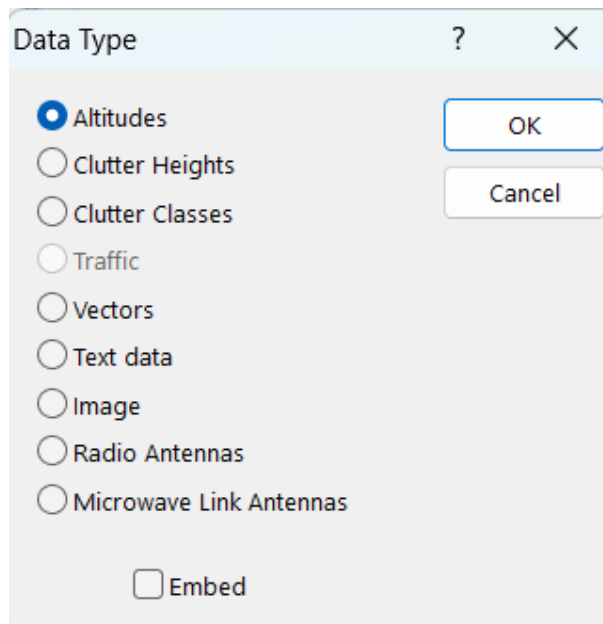 Data Type ? X
Altitudes OK
Clutter Heights
Clutter Classes Cancel
Traffic
Vectors
Text data
Image
Radio Antennas
Microwave Link Antennas
Embed